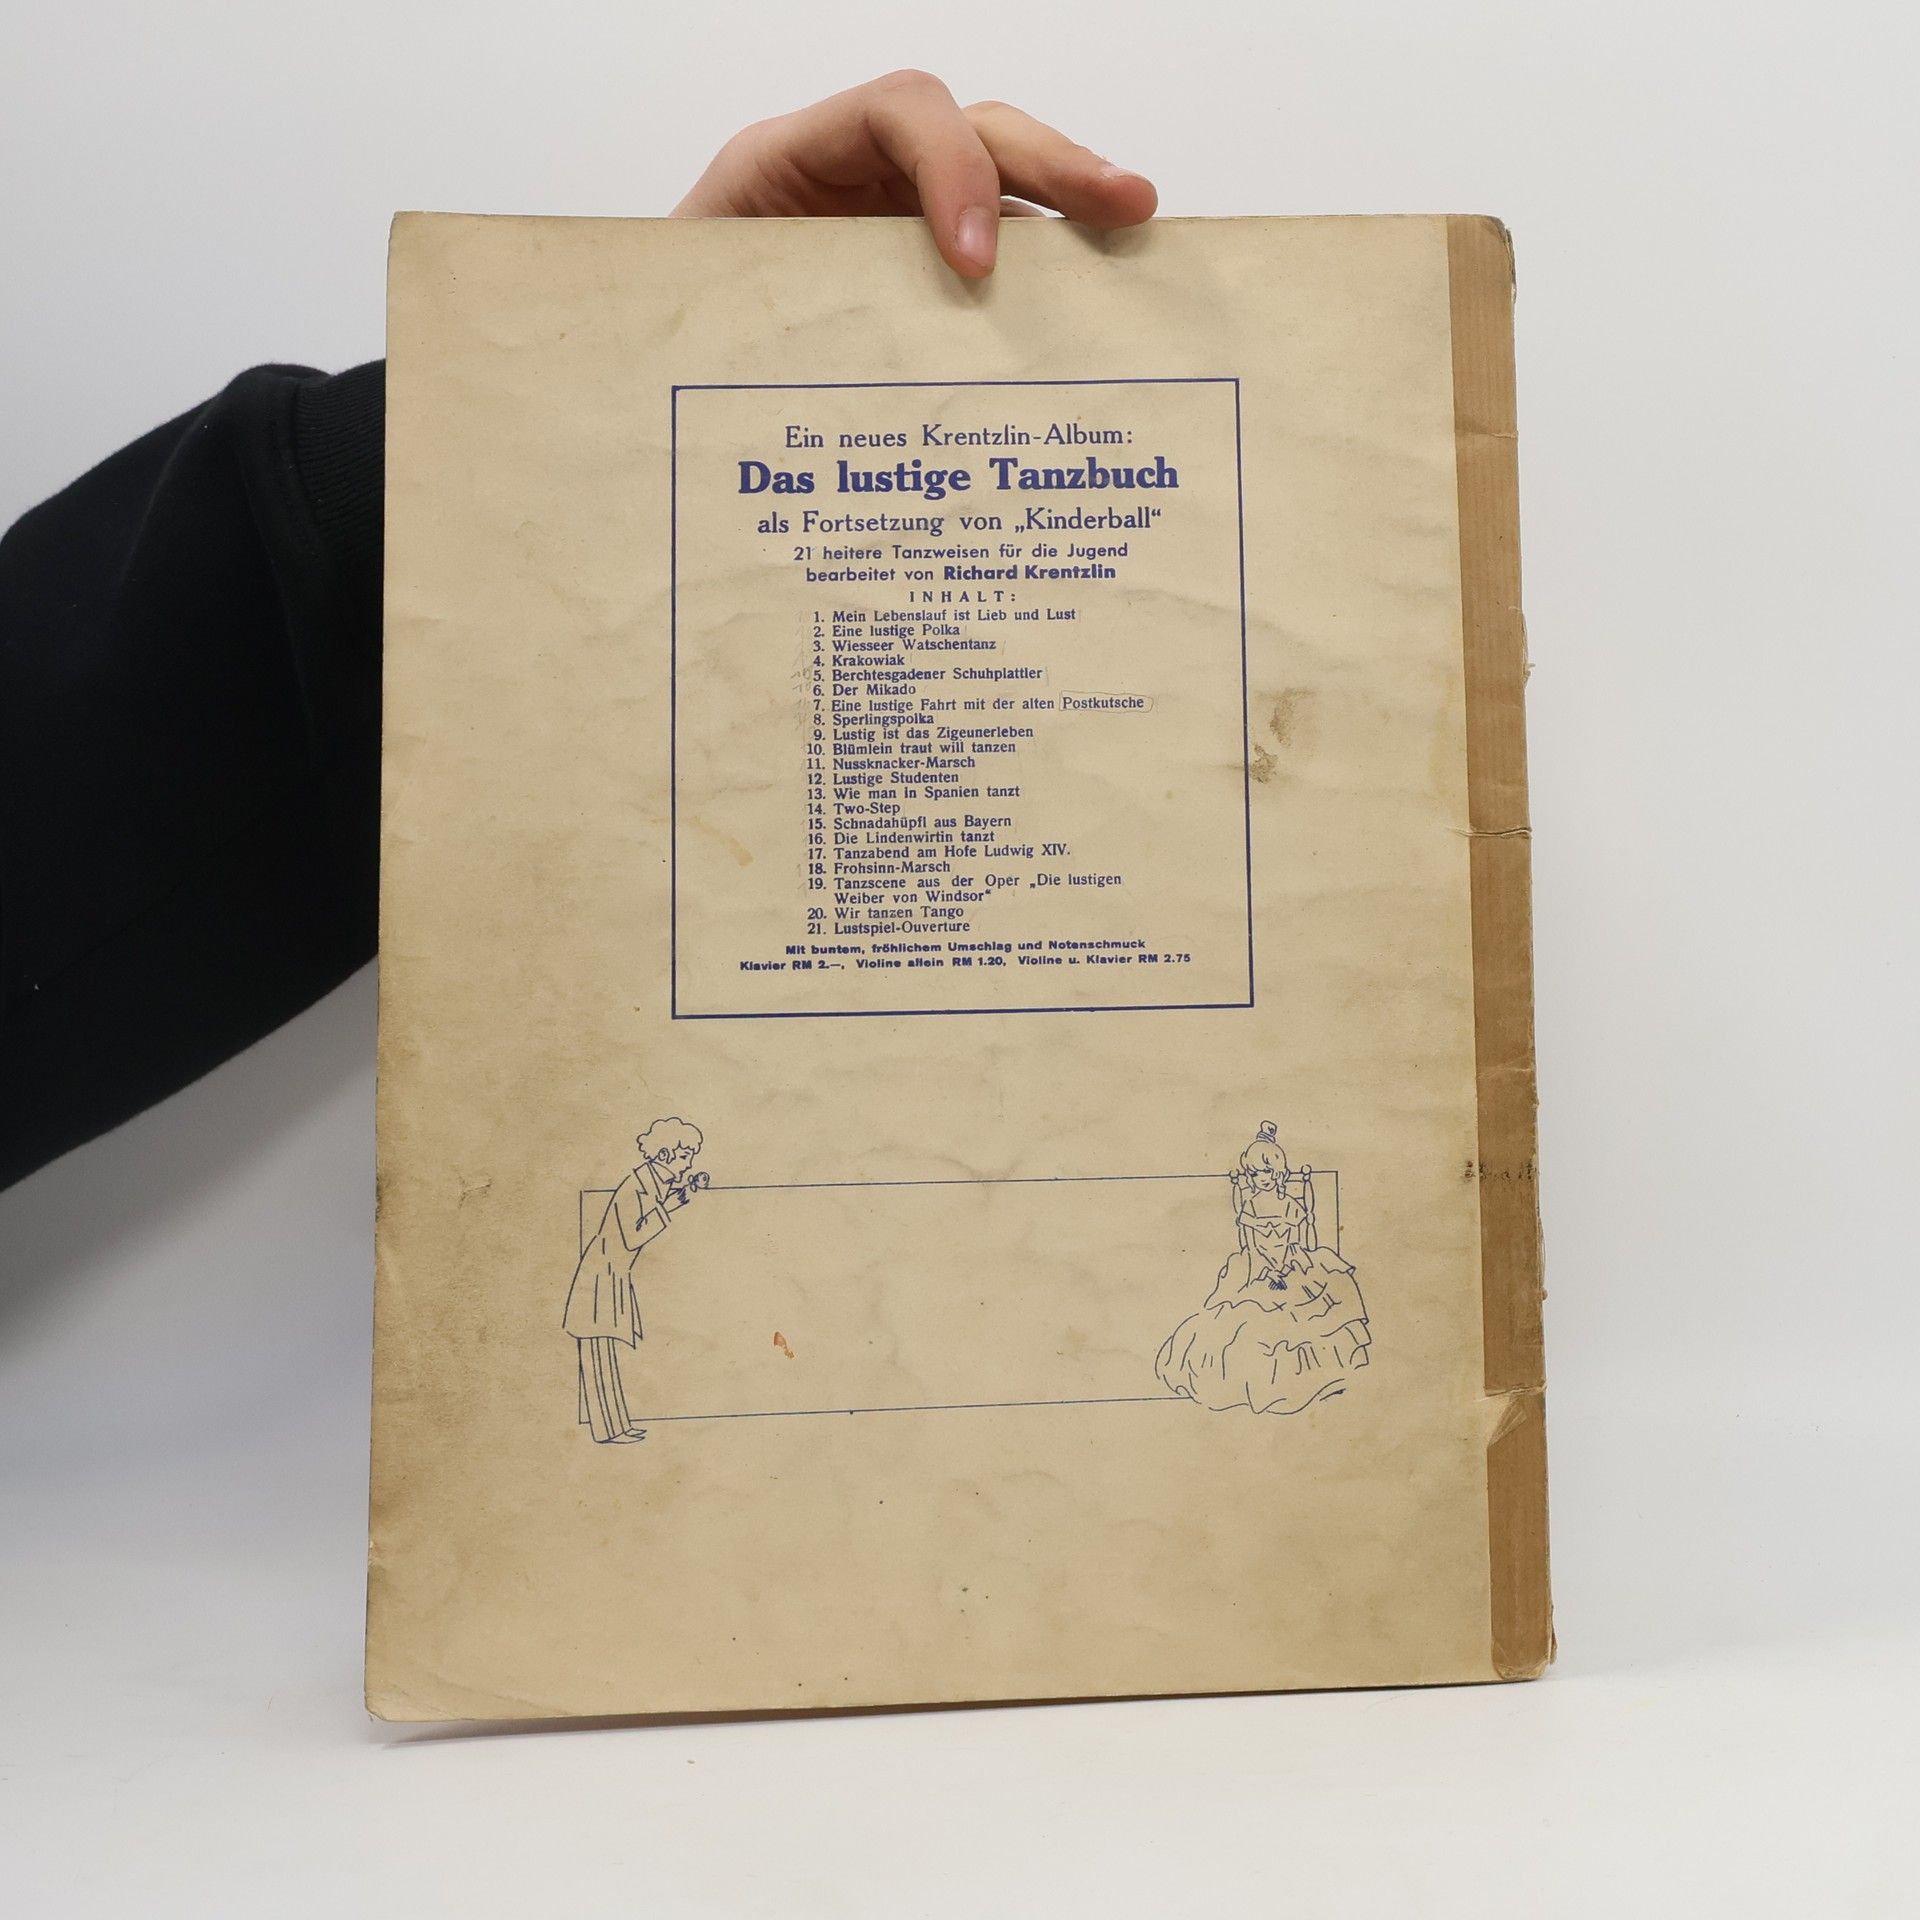 Ein neues Krentzlin-Album:
Das lustige Tanzbuch
als Fortsetzung von „Kinderball“
21 heitere Tanzweisen für die Jugend
bearbeitet von Richard Krentzlin
INHALT:
1. Mein Lebenslauf ist Lieb und Lust
2. Eine lustige Polka
3. Wiesseer Watschentanz
4. Krakowiak
5. Berchtesgadener Schuhplattler
6. Der Mikado
7. Eine lustige Fahrt mit der alten Postkutsche
8. Sperlingspolka
9. Lustig ist das Zigeunerleben
10. Blümlein traut will tanzen
11. Nussknacker-Marsch
12. Lustige Studenten
13. Wie man in Spanien tanzt
14. Two-Step
15. Schnadahüpfl aus Bayern
16. Die Lindenwirtin tanzt
17. Tanzabend am Hofe Ludwig XIV.
18. Frohsinn-Marsch
19. Tanzscene aus der Oper „Die lustigen
Weiber von Windsor“
20. Wir tanzen Tango
21. Lustspiel-Ouverture
Mit buntem, fröhlichem Umschlag und Notenschmuck
Klavier RM 2.—, Violine allein RM 1.20, Violine u. Klavier RM 2.75